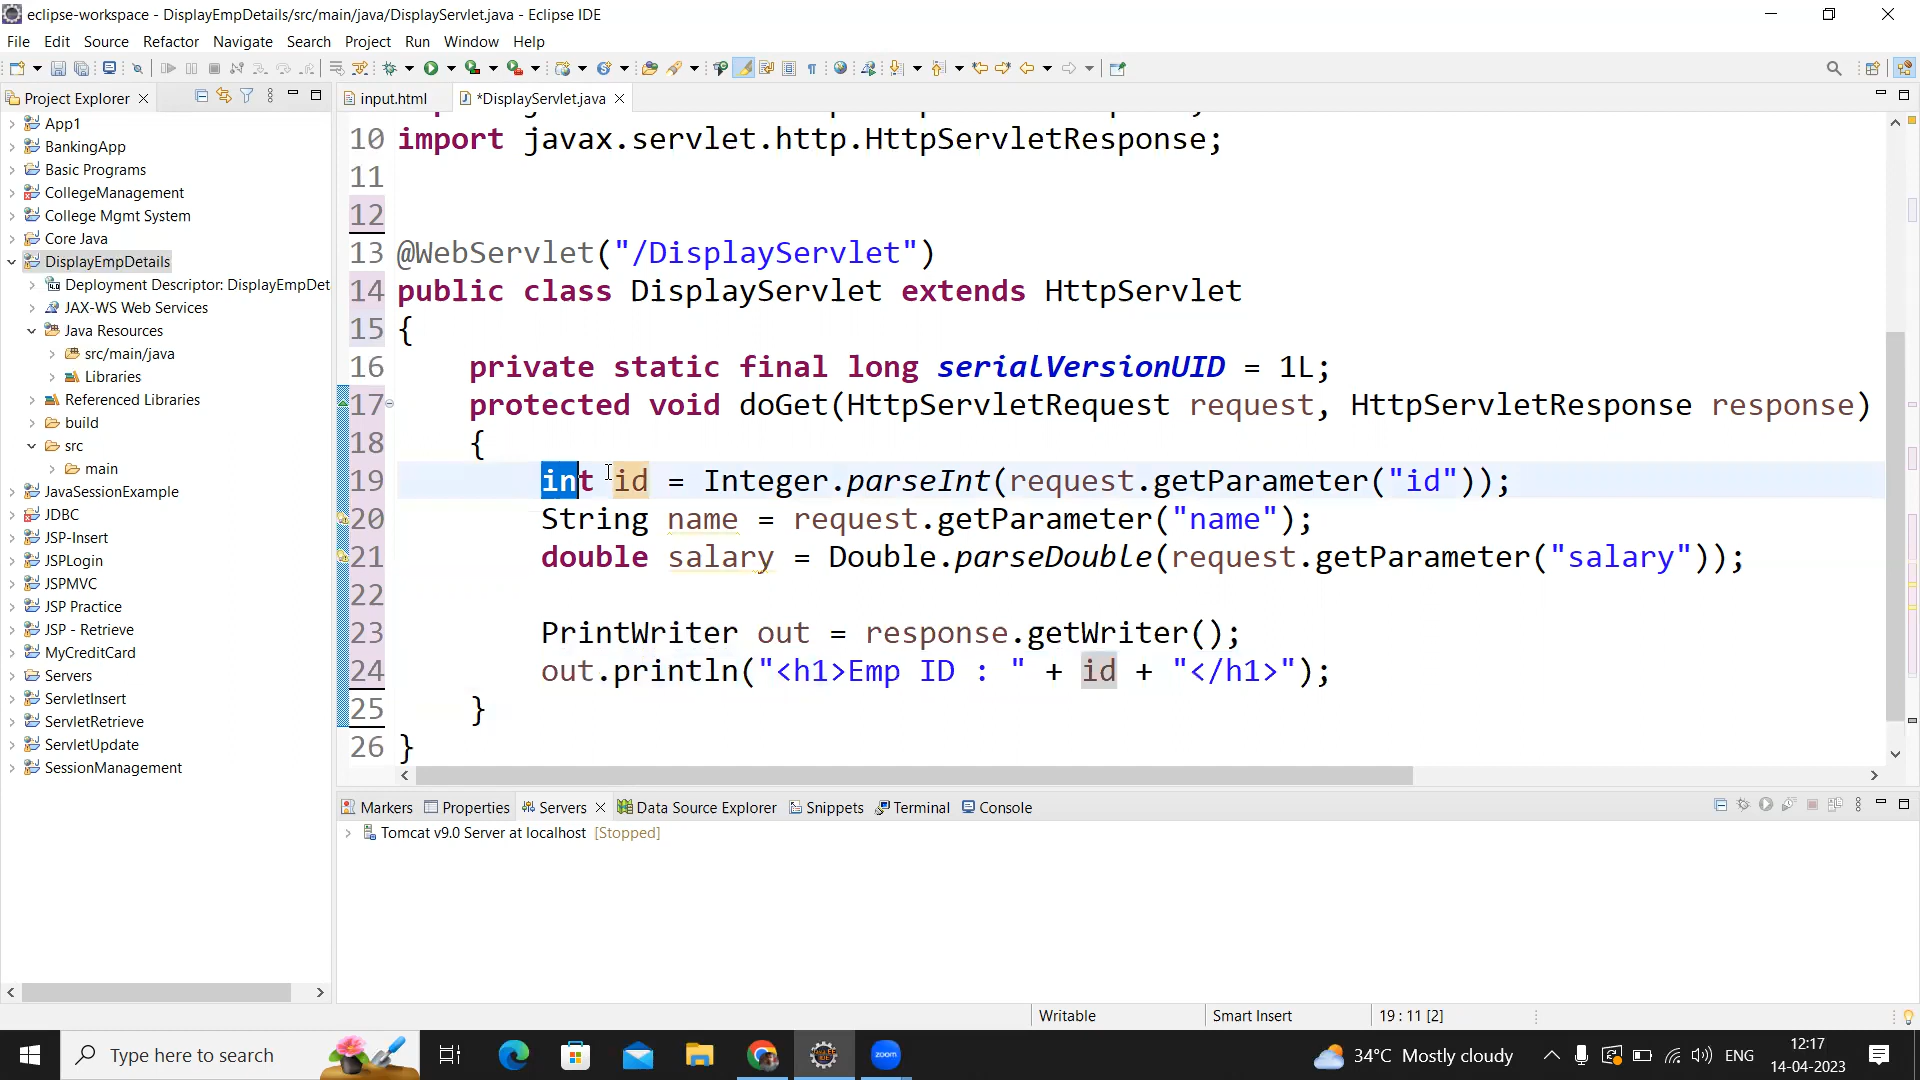 eclipse-workspace - DisplayEmpDetails/src/main/java/DisplayServlet.java - Eclipse IDE
File Edit Source Refactor Navigate Search Project Run Window Help
Project Explorer
input.html
*DisplayServlet.java
App1
BankingApp
Basic Programs
CollegeManagement
College Mgmt System
Core Java
DisplayEmpDetails
Deployment Descriptor: DisplayEmpDet
JAX-WS Web Services
Java Resources
src/main/java
Libraries
Referenced Libraries
build
src
main
JavaSessionExample
JDBC
JSP-Insert
JSPLogin
JSPMVC
JSP Practice
JSP - Retrieve
MyCreditCard
Servers
ServletInsert
ServletRetrieve
ServletUpdate
SessionManagement
10 import javax.servlet.http.HttpServletResponse;
11
12
13 @WebServlet("/DisplayServlet")
14 public class DisplayServlet extends HttpServlet
15 {
16 private static final long serialVersionUID = 1L;
17 protected void doGet(HttpServletRequest request, HttpServletResponse response)
18 {
19 int id = Integer.parseInt(request.getParameter("id"));
20 String name = request.getParameter("name");
21 double salary = Double.parseDouble(request.getParameter("salary"));
22
23 PrintWriter out = response.getWriter();
24 out.println("<h1>Emp ID : " + id + "</h1>");
25 }
26 }
Markers Properties Servers Data Source Explorer Snippets Terminal Console
Tomcat v9.0 Server at localhost [Stopped]
Writable Smart Insert 19 : 11 [2]
Type here to search
zoom
34°C Mostly cloudy
ENG
12:17
14-04-2023